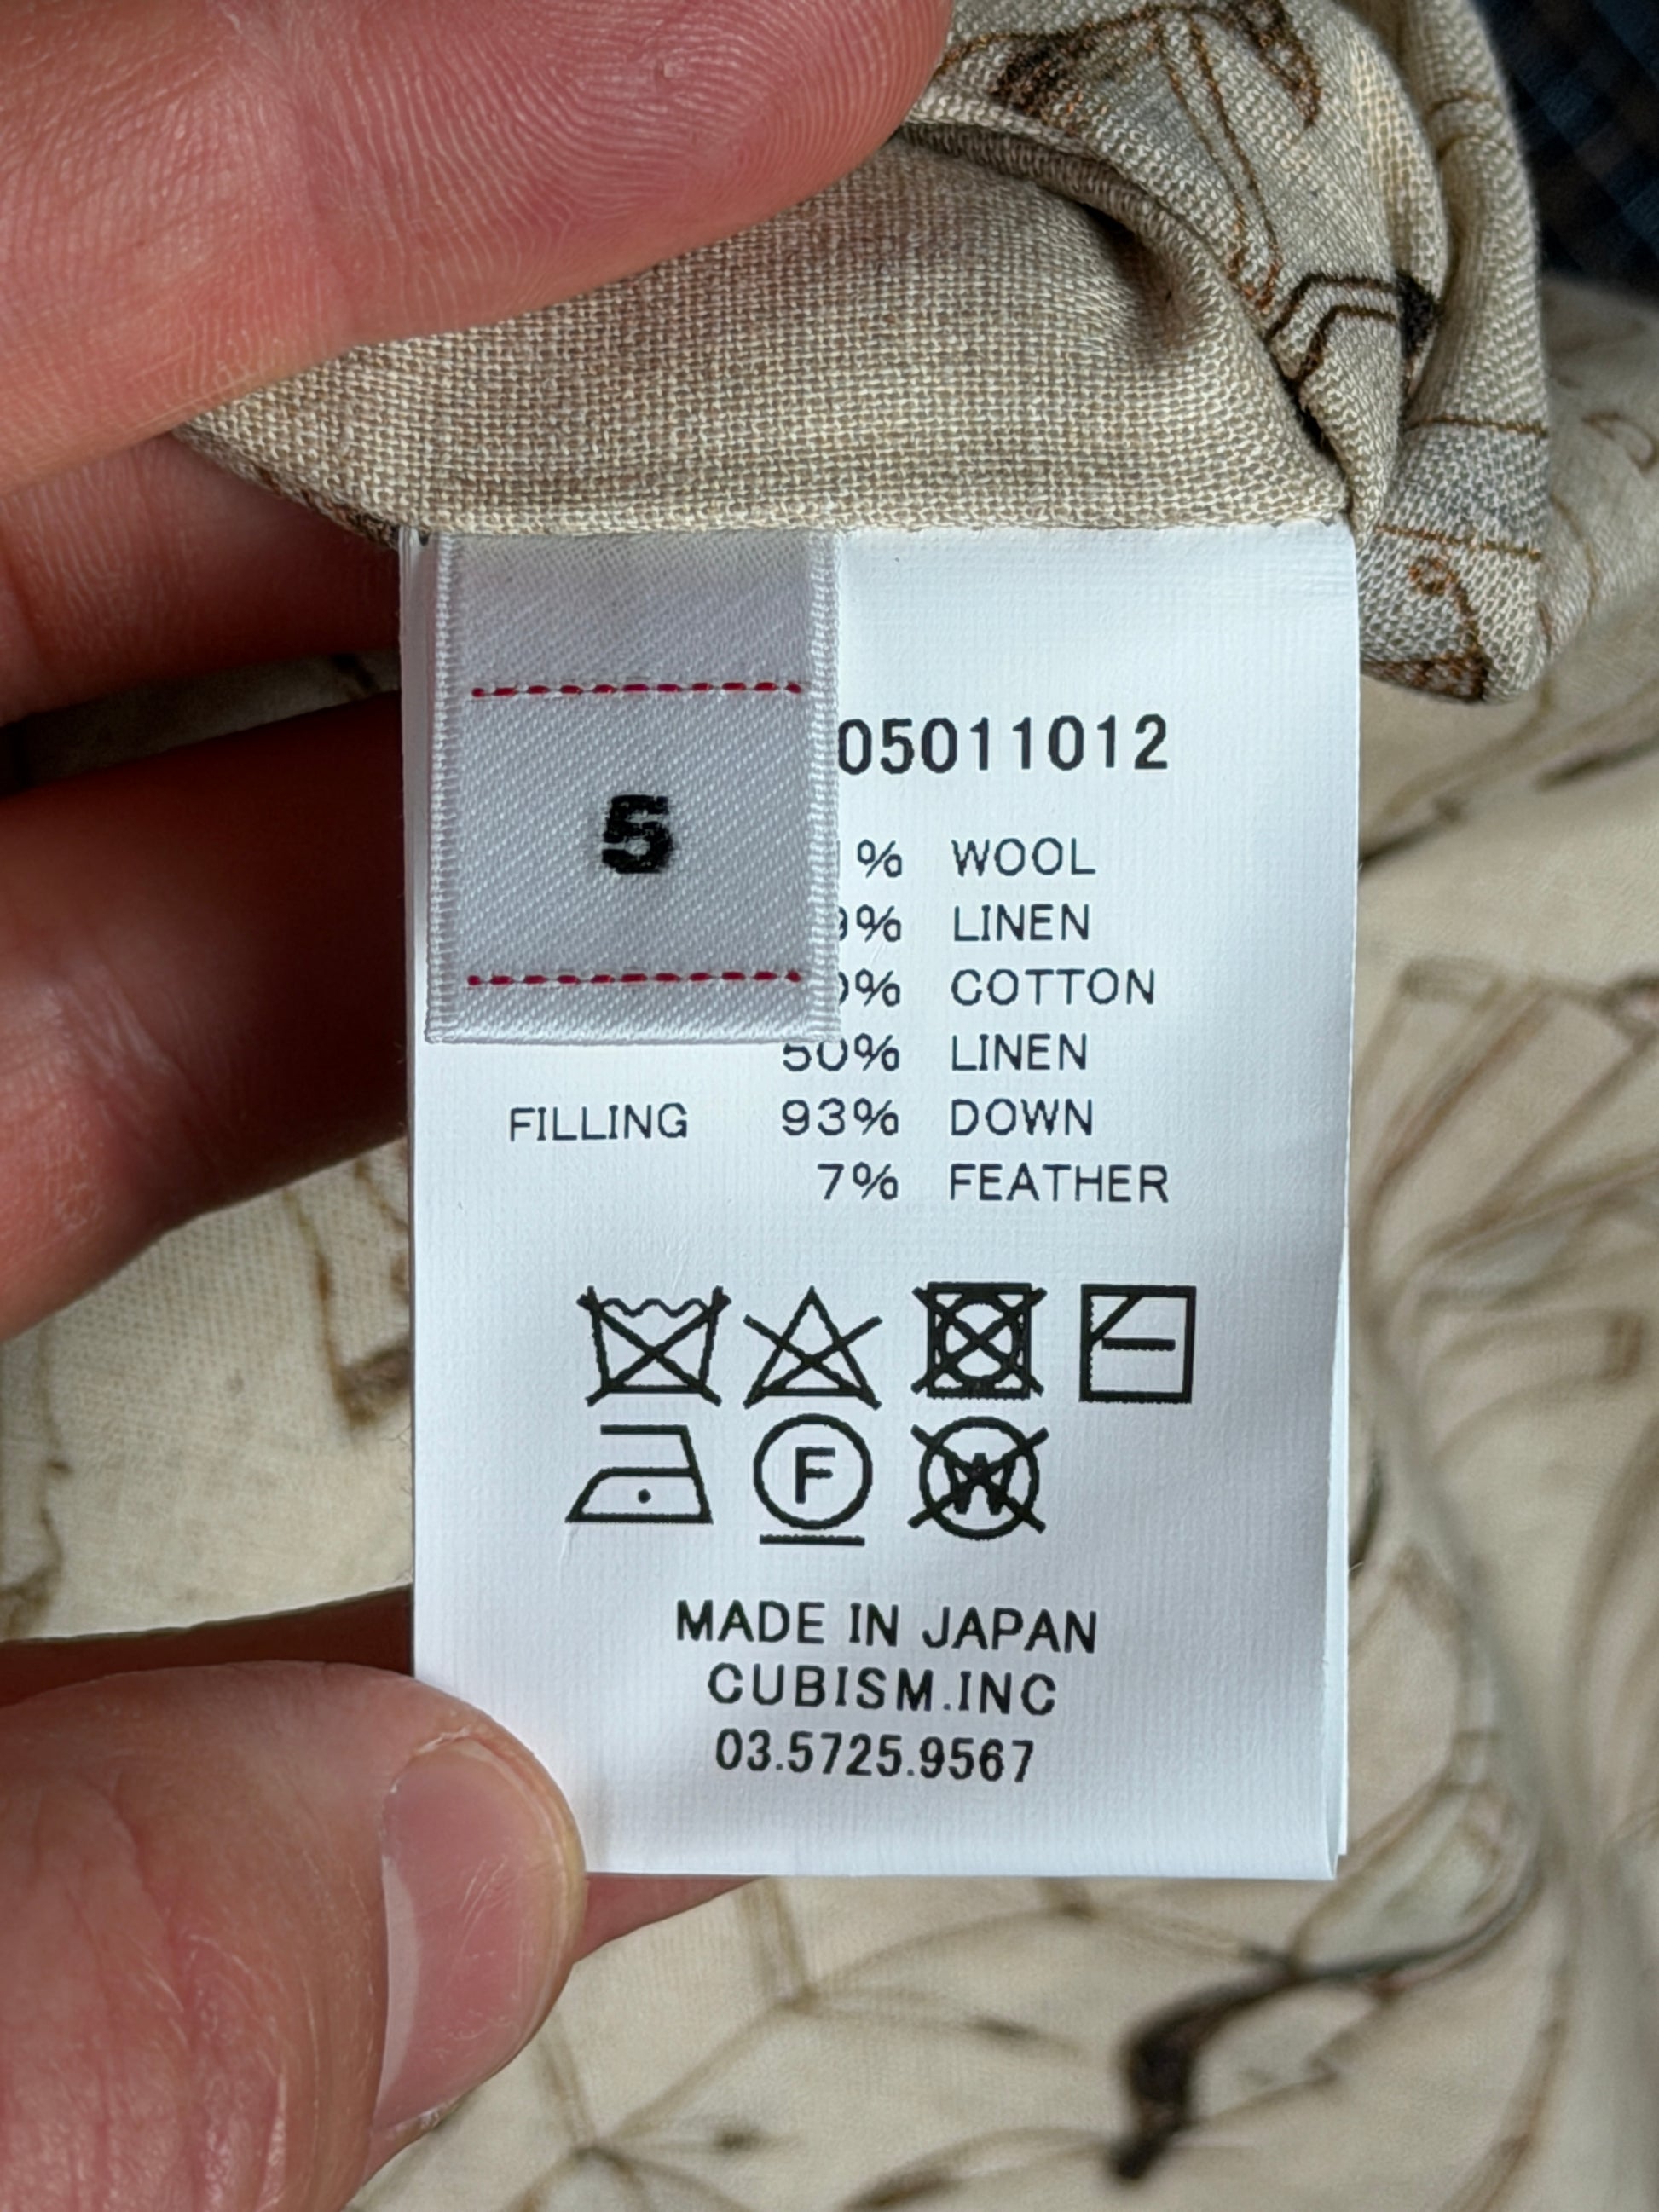 5
05011012
% WOOL
9% LINEN
0% COTTON
50% LINEN
FILLING 93% DOWN
7% FEATHER
F
W
MADE IN JAPAN
CUBISM.INC
03.5725.9567